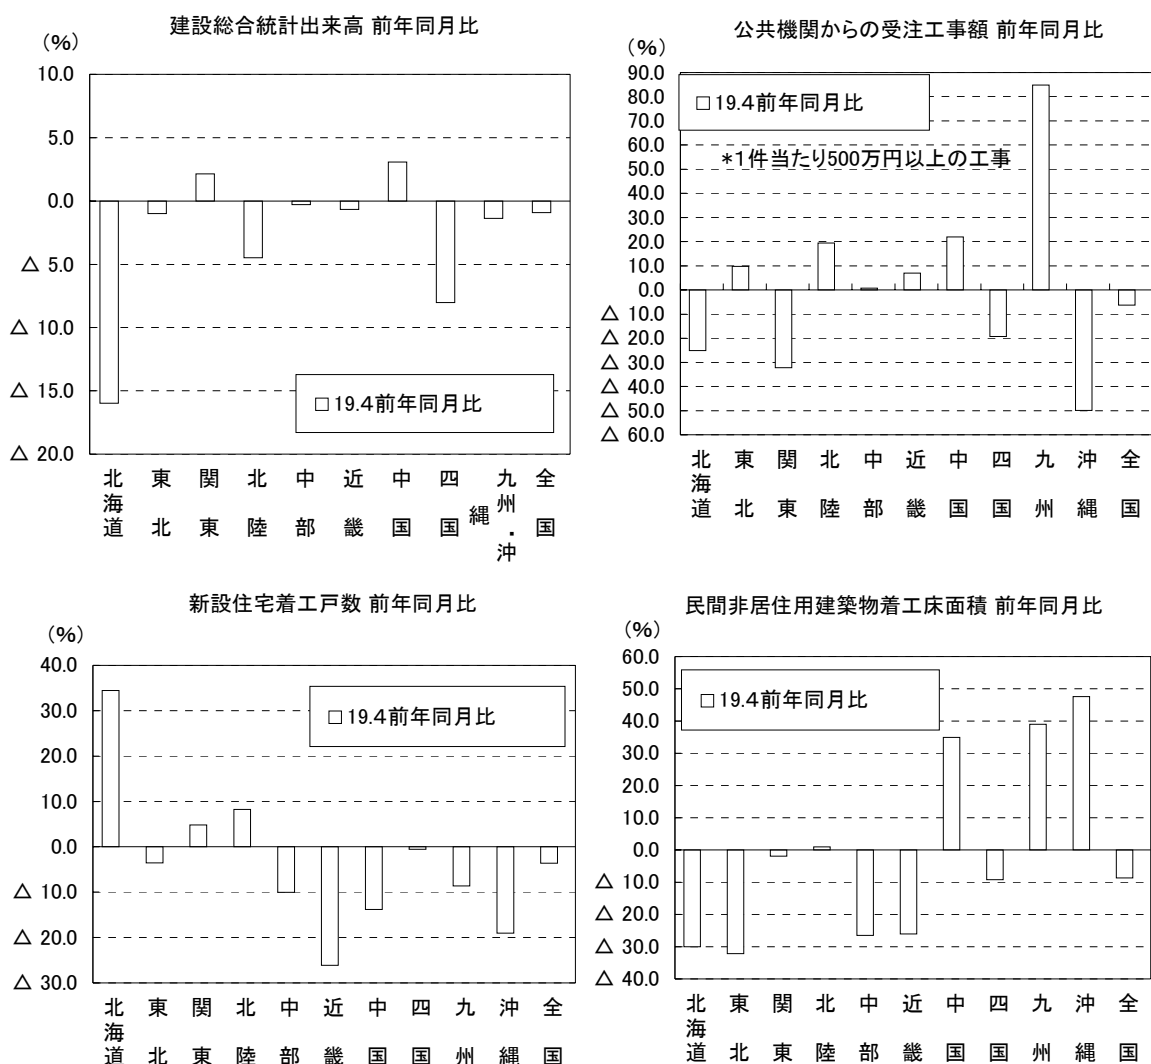 建設総合統計出来高 前年同月比
(%)
10.0
5.0
0.0
△ 5.0
△ 10.0
△ 15.0
△ 20.0
□ 19.4前年同月比
北海道
東北
関東
北陸
中部
近畿
中国
四国
九州・沖縄
全国
公共機関からの受注工事額 前年同月比
(%)
90.0
80.0
70.0
60.0
50.0
40.0
30.0
20.0
10.0
0.0
△ 10.0
△ 20.0
△ 30.0
△ 40.0
△ 50.0
△ 60.0
□ 19.4前年同月比
*1件当たり500万円以上の工事
北海道
東北
関東
北陸
中部
近畿
中国
四国
九州
沖縄
全国
新設住宅着工戸数 前年同月比
(%)
40.0
30.0
20.0
10.0
0.0
△ 10.0
△ 20.0
△ 30.0
□ 19.4前年同月比
北海道
東北
関東
北陸
中部
近畿
中国
四国
九州
沖縄
全国
民間非居住用建築物着工床面積 前年同月比
(%)
60.0
50.0
40.0
30.0
20.0
10.0
0.0
△ 10.0
△ 20.0
△ 30.0
△ 40.0
□ 19.4前年同月比
北海道
東北
関東
北陸
中部
近畿
中国
四国
九州
沖縄
全国